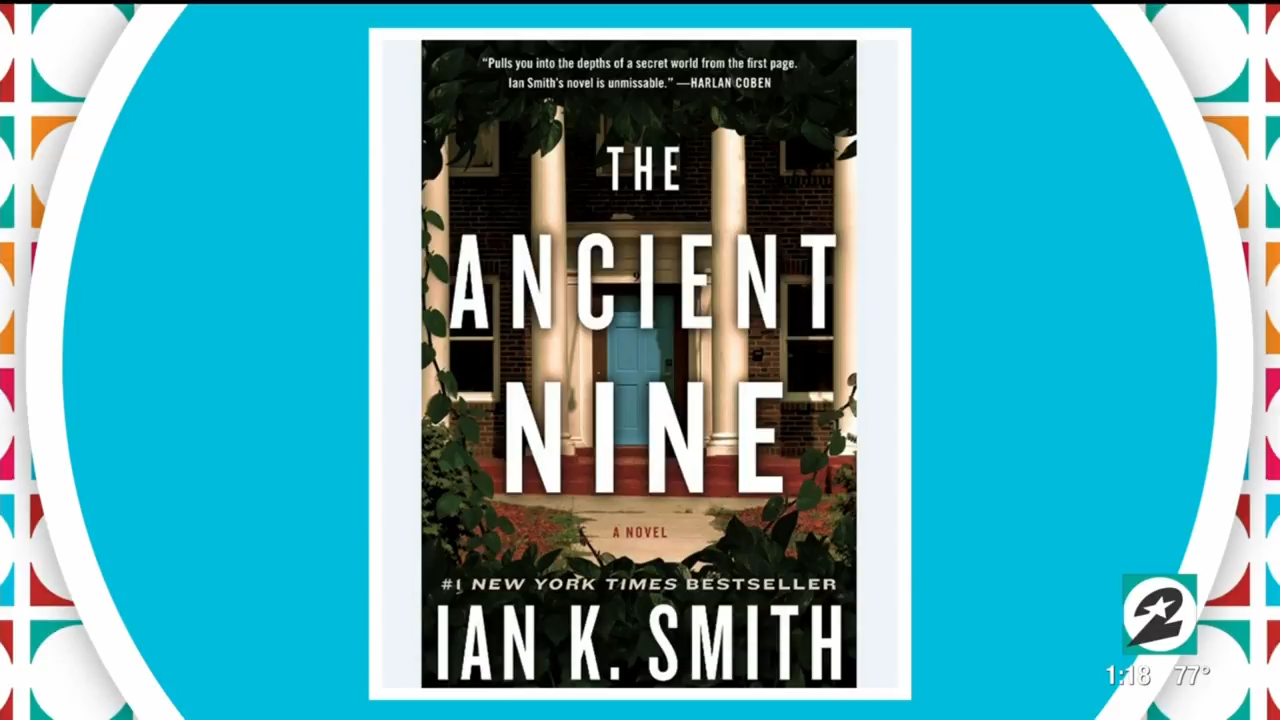 “Pulls you into the depths of a secret world from the first page.
Ian Smith’s novel is unmissable.” —HARLAN COBEN
THE
ANCIENT
NINE
A NOVEL
#1 NEW YORK TIMES BESTSELLER
IAN K. SMITH
2
1:18 77°